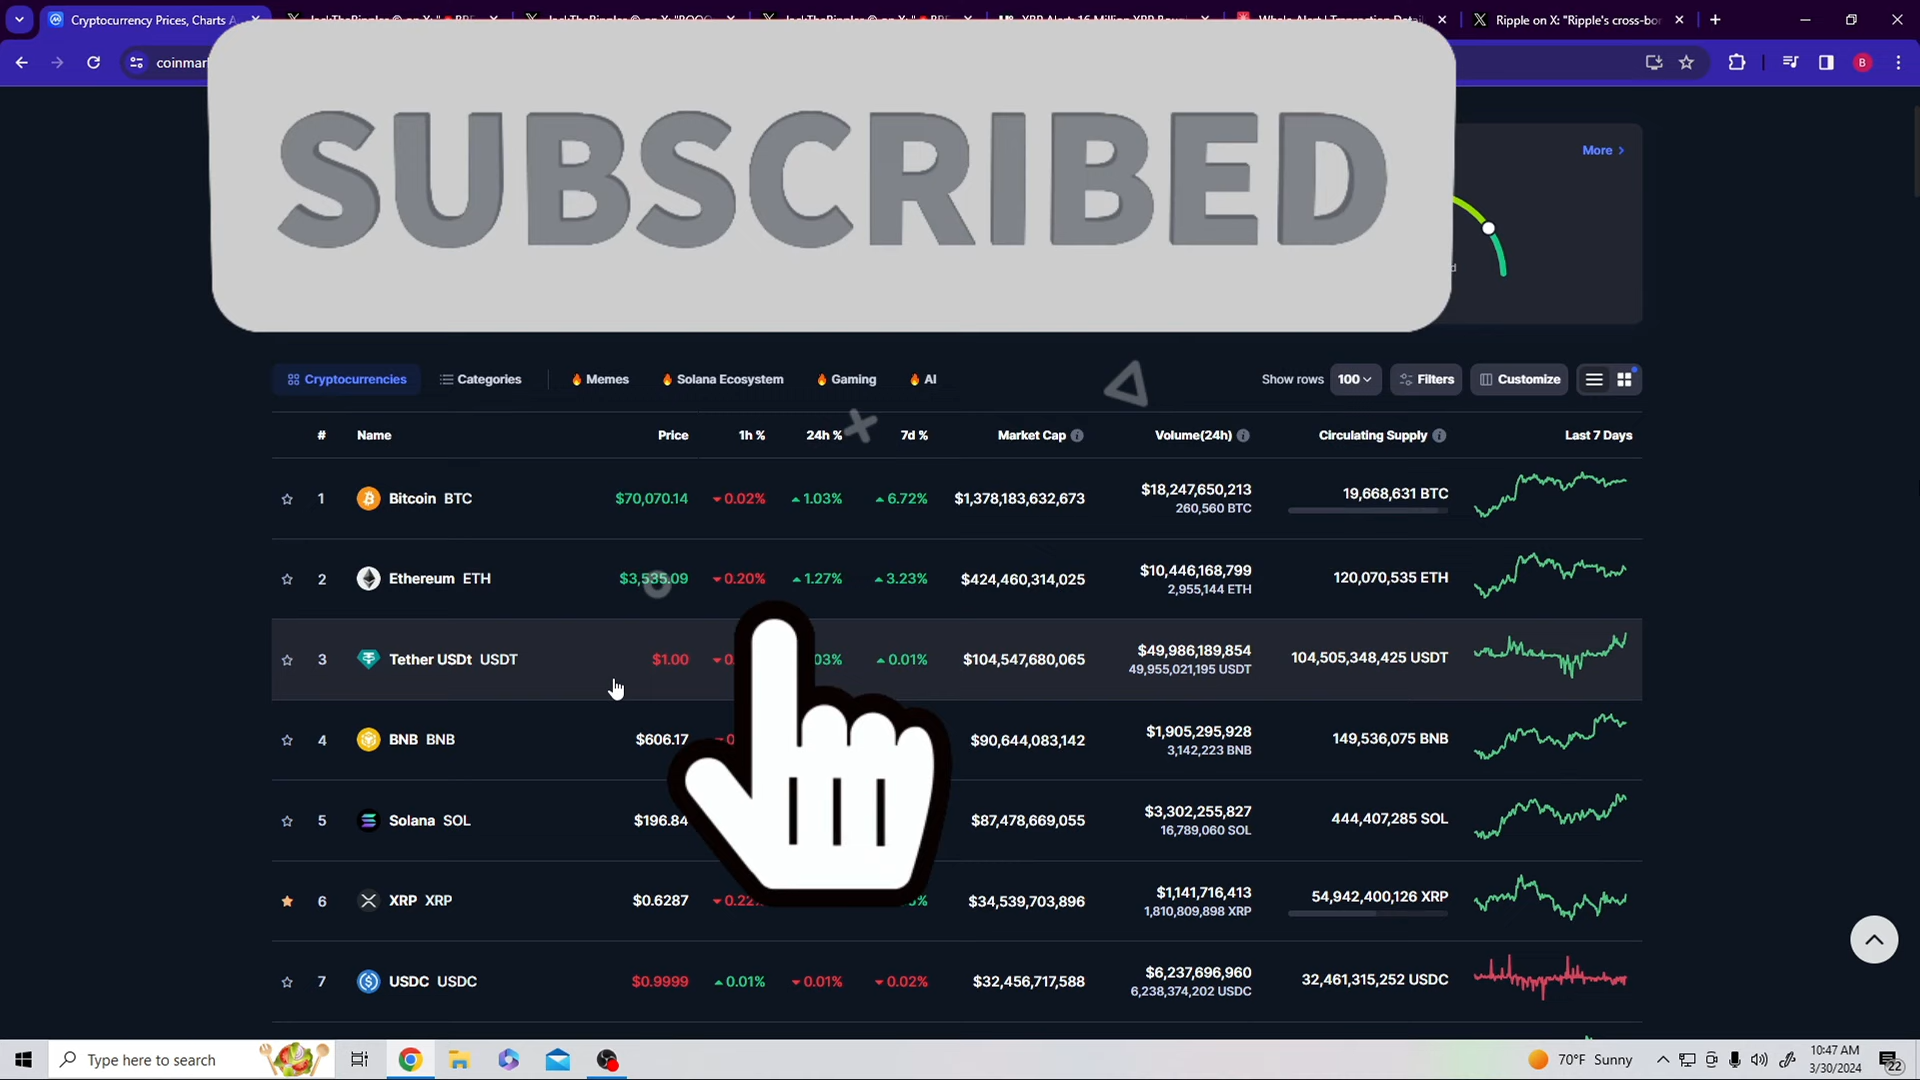 Cryptocurrency Prices, Charts A
Ripple on X: "Ripple's cross-bo
coinmar
B
SUBSCRIBED
More >
Cryptocurrencies Categories Memes Solana Ecosystem Gaming AI Show rows 100 Filters Customize
# Name Price 1h % 24h % 7d % Market Cap Volume(24h) Circulating Supply Last 7 Days
1 Bitcoin BTC $70,070.14 0.02% 1.03% 6.72% $1,378,183,632,673 $18,247,650,213 19,668,631 BTC
260,560 BTC
2 Ethereum ETH $3,535.09 0.20% 1.27% 3.23% $424,460,314,025 $10,446,168,799 120,070,535 ETH
2,955,144 ETH
3 Tether USDt USDT $1.00 03% 0.01% $104,547,680,065 $49,986,189,854 104,505,348,425 USDT
49,955,021,195 USDT
4 BNB BNB $606.17 $90,644,083,142 $1,905,295,928 149,536,075 BNB
3,142,223 BNB
5 Solana SOL $196.84 $87,478,669,055 $3,302,255,827 444,407,285 SOL
16,789,060 SOL
6 XRP XRP $0.6287 0.22% $34,539,703,896 $1,141,716,413 54,942,400,126 XRP
1,810,809,898 XRP
7 USDC USDC $0.9999 0.01% 0.01% 0.02% $32,456,717,588 $6,237,696,960 32,461,315,252 USDC
6,238,374,202 USDC
Type here to search 70°F Sunny 10:47 AM
3/30/2024 22